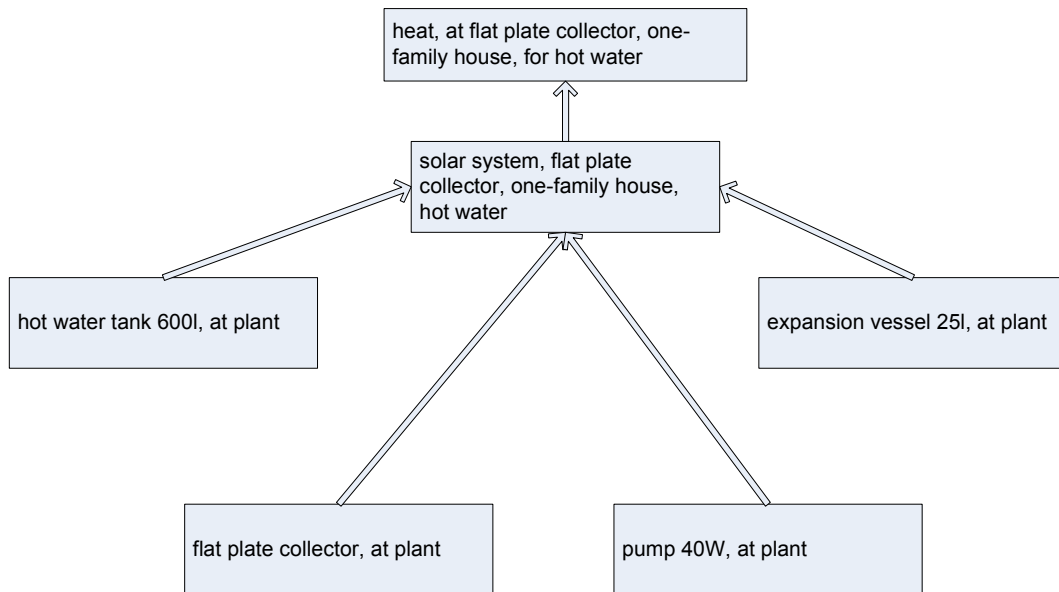 heat, at flat plate collector, one-
family house, for hot water
solar system, flat plate
collector, one-family house,
hot water
hot water tank 600l, at plant
expansion vessel 25l, at plant
flat plate collector, at plant
pump 40W, at plant